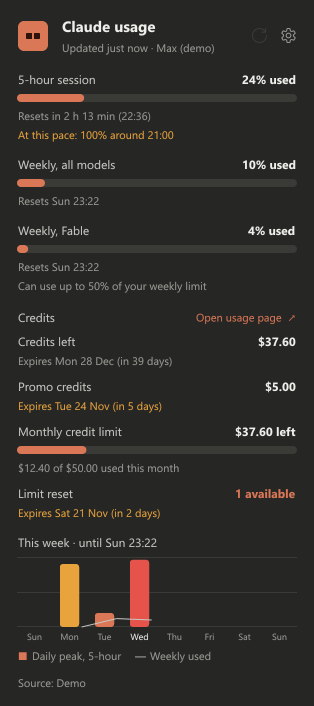 Claude usage
Updated just now · Max (demo)
5-hour session 24% used
Resets in 2 h 13 min (22:36)
At this pace: 100% around 21:00
Weekly, all models 10% used
Resets Sun 23:22
Weekly, Fable 4% used
Resets Sun 23:22
Can use up to 50% of your weekly limit
Credits Open usage page ↗
Credits left $37.60
Expires Mon 28 Dec (in 39 days)
Promo credits $5.00
Expires Tue 24 Nov (in 5 days)
Monthly credit limit $37.60 left
$12.40 of $50.00 used this month
Limit reset 1 available
Expires Sat 21 Nov (in 2 days)
This week · until Sun 23:22
Sun Mon Tue Wed Thu Fri Sat Sun
Daily peak, 5-hour Weekly used
Source: Demo